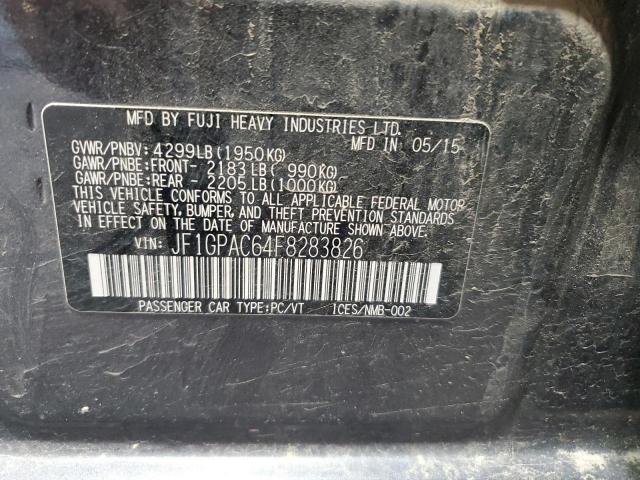 MFD BY FUJI HEAVY INDUSTRIES LTD.
GVWR/PNBV: 4299LB(1950KG) MFD IN 05/15
GAWR/PNBE:FRONT- 2183LB( 990KG)
GAWR/PNBE:REAR - 2205LB(1000KG)
THIS VEHICLE CONFORMS TO ALL APPLICABLE FEDERAL MOTOR
VEHICLE SAFETY, BUMPER, AND THEFT PREVENTION STANDARDS
IN EFFECT ON THE DATE OF MANUFACTURE SHOWN ABOVE.
VIN: JF1GPAC64F8283826
PASSENGER CAR TYPE:PC/VT 1CES/NMB-002